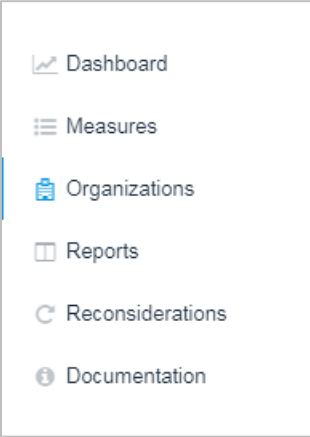 Dashboard
Measures
Organizations
Reports
Reconsiderations
Documentation